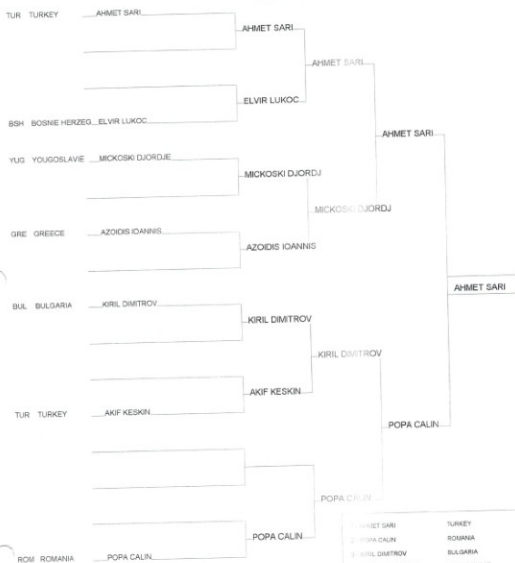 TUR TURKEY AHMET SARI
AHMET SARI
AHMET SARI
ELVIR LUKOC
BSH BOSNIE HERZEG ELVIR LUKOC
AHMET SARI
YUG YOUGOSLAVIE MICKOSKI DJORDJE
MICKOSKI DJORDJ
MICKOSKI DJORDJ
GRE GREECE AZOIDIS IOANNIS
AZOIDIS IOANNIS
AHMET SARI
BUL BULGARIA KIRIL DIMITROV
KIRIL DIMITROV
KIRIL DIMITROV
AKIF KESKIN
TUR TURKEY AKIF KESKIN
POPA CALIN
POPA CALIN
POPA CALIN
ROM ROMANIA POPA CALIN
1 AHMET SARI TURKEY
2 POPA CALIN ROMANIA
3 KIRIL DIMITROV BULGARIA